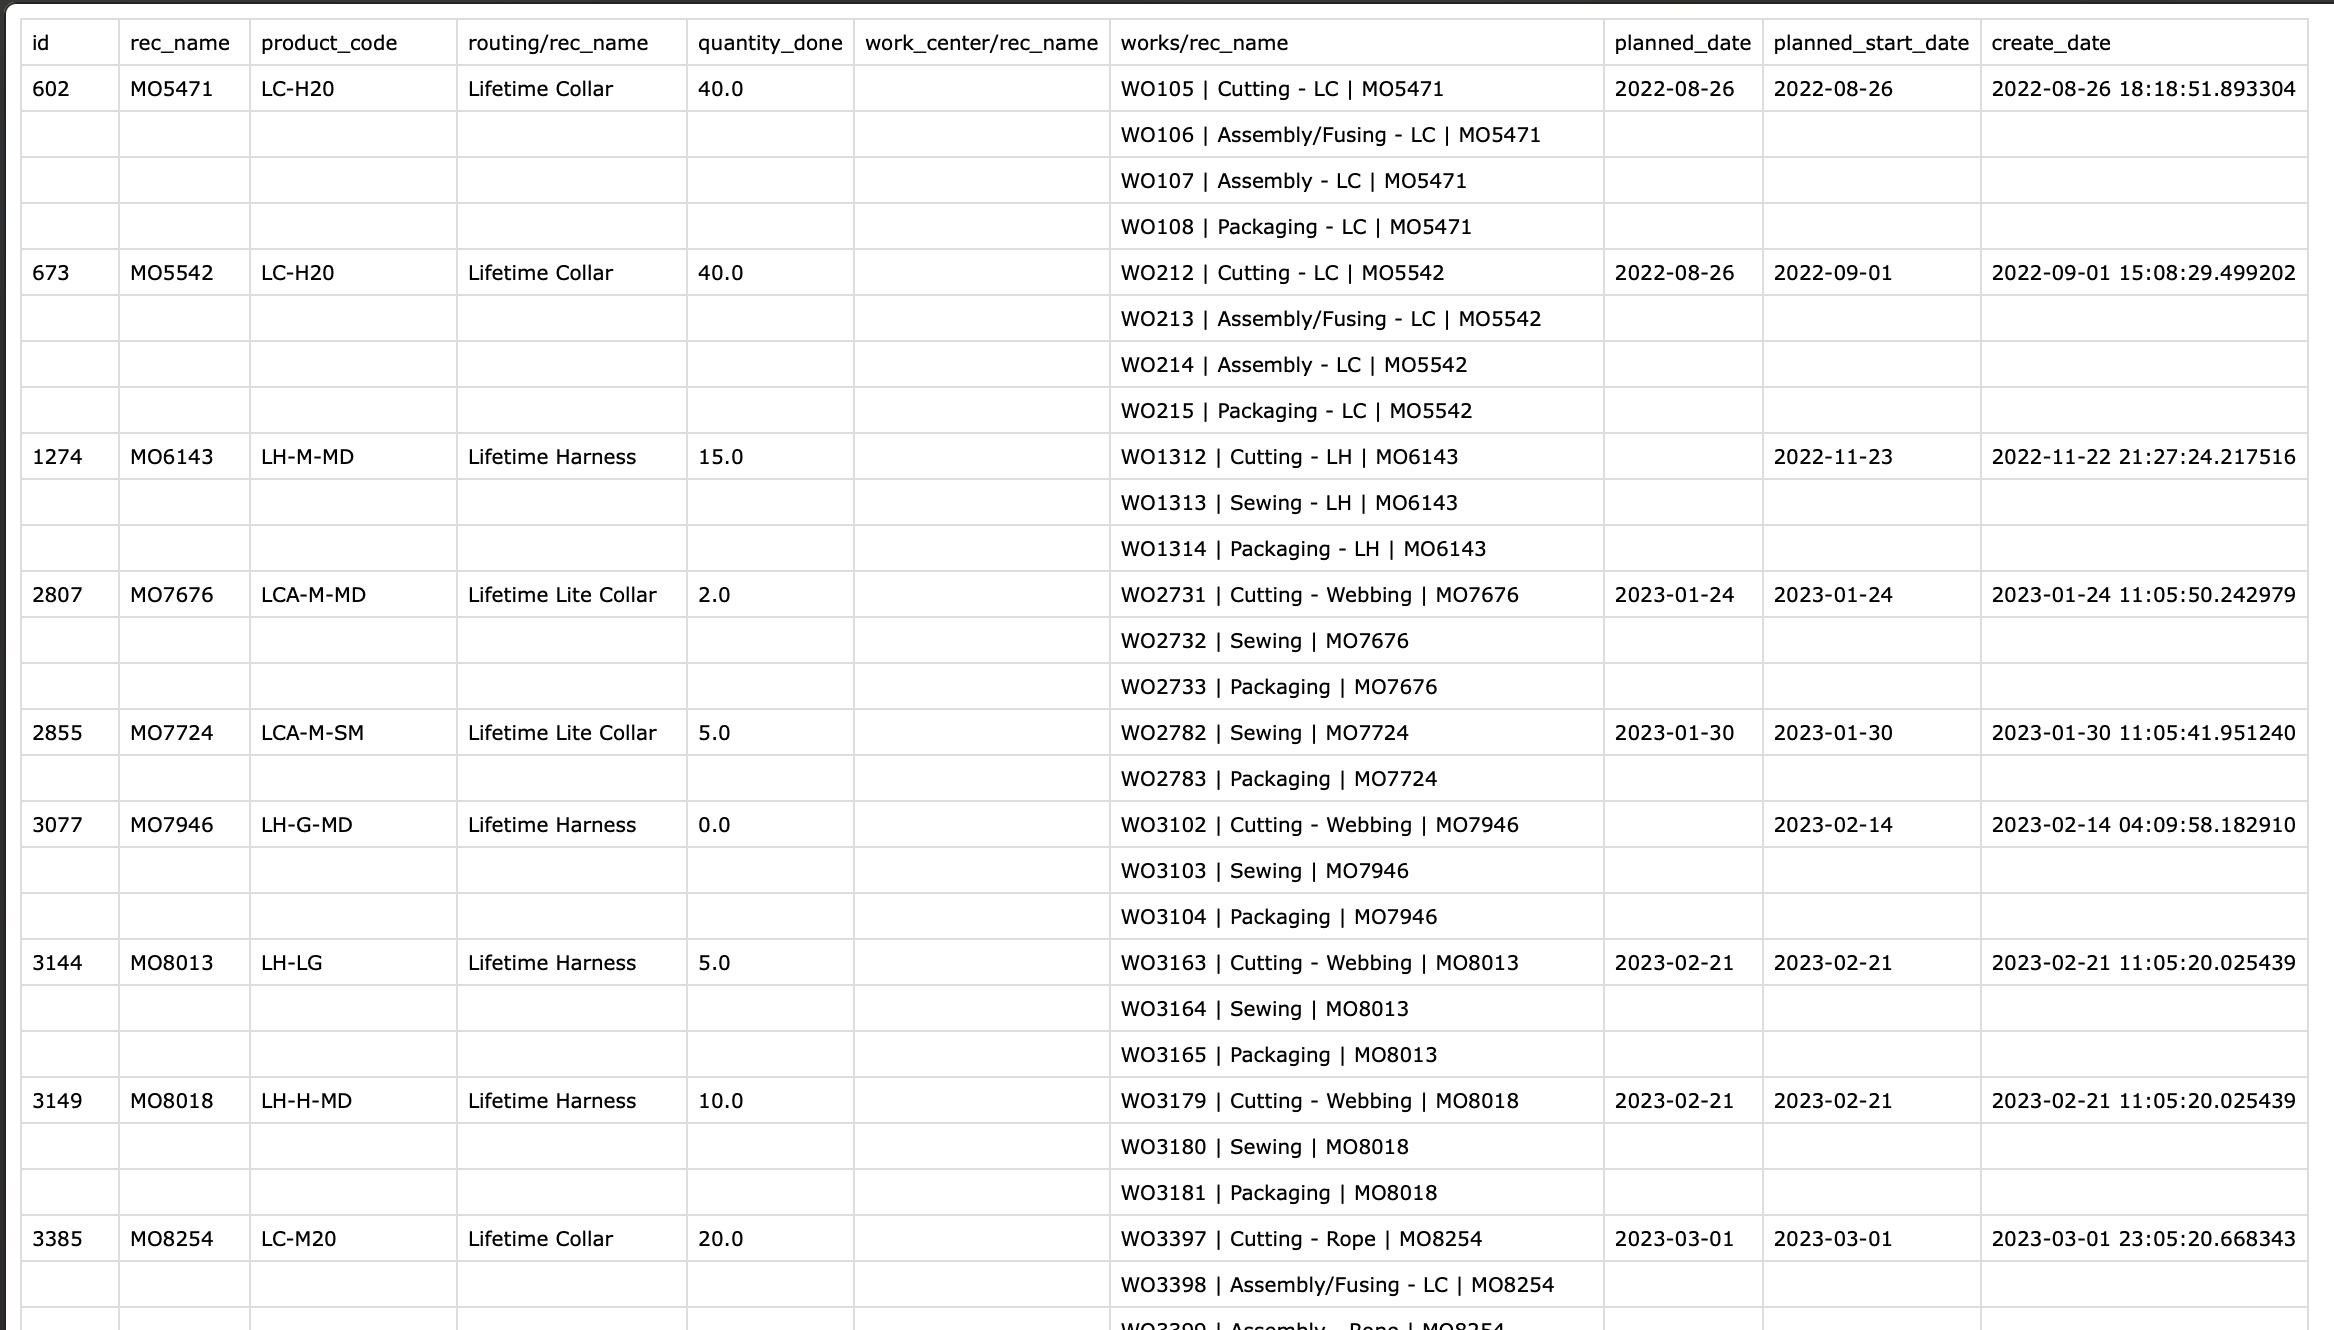 id rec_name product_code routing/rec_name quantity_done work_center/rec_name works/rec_name planned_date planned_start_date create_date
602 MO5471 LC-H20 Lifetime Collar 40.0 WO105 | Cutting - LC | MO5471 2022-08-26 2022-08-26 2022-08-26 18:18:51.893304
WO106 | Assembly/Fusing - LC | MO5471
WO107 | Assembly - LC | MO5471
WO108 | Packaging - LC | MO5471
673 MO5542 LC-H20 Lifetime Collar 40.0 WO212 | Cutting - LC | MO5542 2022-08-26 2022-09-01 2022-09-01 15:08:29.499202
WO213 | Assembly/Fusing - LC | MO5542
WO214 | Assembly - LC | MO5542
WO215 | Packaging - LC | MO5542
1274 MO6143 LH-M-MD Lifetime Harness 15.0 WO1312 | Cutting - LH | MO6143 2022-11-23 2022-11-22 21:27:24.217516
WO1313 | Sewing - LH | MO6143
WO1314 | Packaging - LH | MO6143
2807 MO7676 LCA-M-MD Lifetime Lite Collar 2.0 WO2731 | Cutting - Webbing | MO7676 2023-01-24 2023-01-24 2023-01-24 11:05:50.242979
WO2732 | Sewing | MO7676
WO2733 | Packaging | MO7676
2855 MO7724 LCA-M-SM Lifetime Lite Collar 5.0 WO2782 | Sewing | MO7724 2023-01-30 2023-01-30 2023-01-30 11:05:41.951240
WO2783 | Packaging | MO7724
3077 MO7946 LH-G-MD Lifetime Harness 0.0 WO3102 | Cutting - Webbing | MO7946 2023-02-14 2023-02-14 04:09:58.182910
WO3103 | Sewing | MO7946
WO3104 | Packaging | MO7946
3144 MO8013 LH-LG Lifetime Harness 5.0 WO3163 | Cutting - Webbing | MO8013 2023-02-21 2023-02-21 2023-02-21 11:05:20.025439
WO3164 | Sewing | MO8013
WO3165 | Packaging | MO8013
3149 MO8018 LH-H-MD Lifetime Harness 10.0 WO3179 | Cutting - Webbing | MO8018 2023-02-21 2023-02-21 2023-02-21 11:05:20.025439
WO3180 | Sewing | MO8018
WO3181 | Packaging | MO8018
3385 MO8254 LC-M20 Lifetime Collar 20.0 WO3397 | Cutting - Rope | MO8254 2023-03-01 2023-03-01 2023-03-01 23:05:20.668343
WO3398 | Assembly/Fusing - LC | MO8254
WO3399 | Assembly - Rope | MO8254